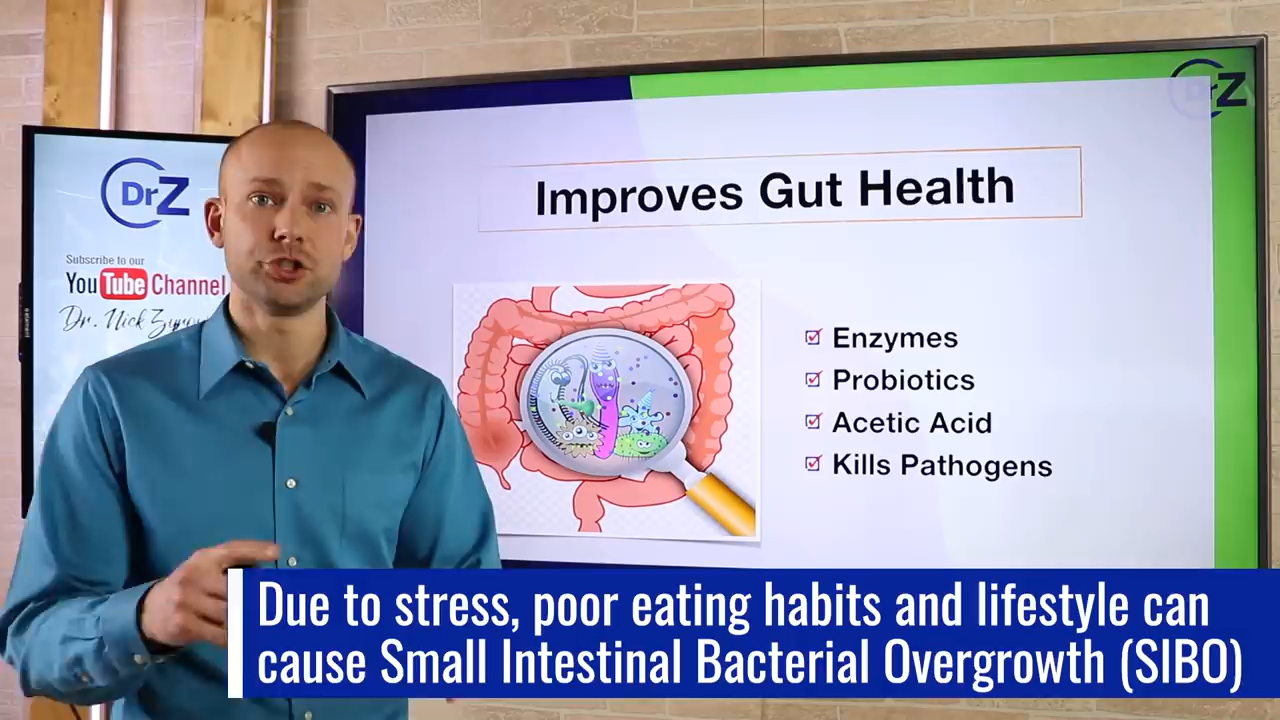 DrZ
Subscribe to our
YouTube Channel
Dr. Nick
DrZ
Improves Gut Health
Enzymes
Probiotics
Acetic Acid
Kills Pathogens
Due to stress, poor eating habits and lifestyle can
cause Small Intestinal Bacterial Overgrowth (SIBO)